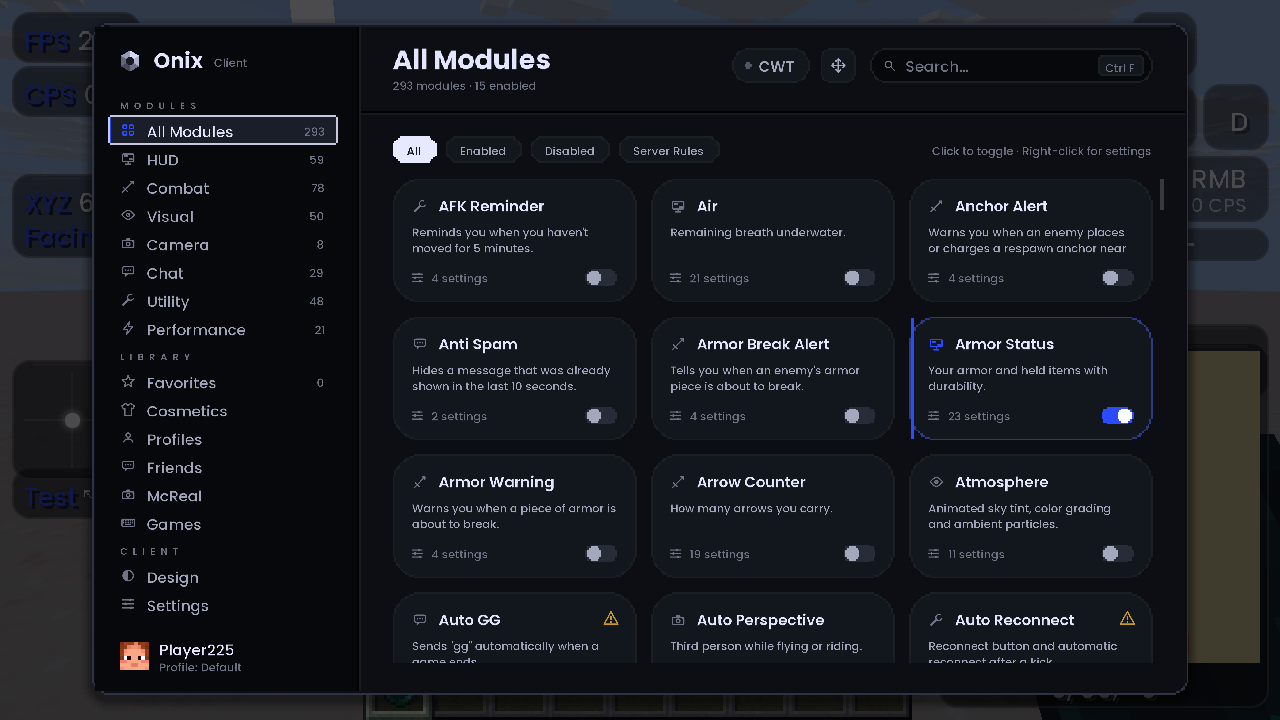 FPS 2
CPS
XYZ 6
Facin
Test
Onix Client
MODULES
All Modules 293
HUD 59
Combat 78
Visual 50
Camera 8
Chat 29
Utility 48
Performance 21
LIBRARY
Favorites 0
Cosmetics
Profiles
Friends
McReal
Games
CLIENT
Design
Settings
Player225
Profile: Default
All Modules
293 modules · 15 enabled
CWT
Search...
Ctrl F
All
Enabled
Disabled
Server Rules
Click to toggle · Right-click for settings
AFK Reminder
Reminds you when you haven't
moved for 5 minutes.
4 settings
Air
Remaining breath underwater.
21 settings
Anchor Alert
Warns you when an enemy places
or charges a respawn anchor near
4 settings
Anti Spam
Hides a message that was already
shown in the last 10 seconds.
2 settings
Armor Break Alert
Tells you when an enemy's armor
piece is about to break.
4 settings
Armor Status
Your armor and held items with
durability.
23 settings
Armor Warning
Warns you when a piece of armor is
about to break.
4 settings
Arrow Counter
How many arrows you carry.
19 settings
Atmosphere
Animated sky tint, color grading
and ambient particles.
11 settings
Auto GG
Sends 'gg' automatically when a
game ends.
Auto Perspective
Third person while flying or riding.
Auto Reconnect
Reconnect button and automatic
reconnect after a kick.
D
RMB
0 CPS